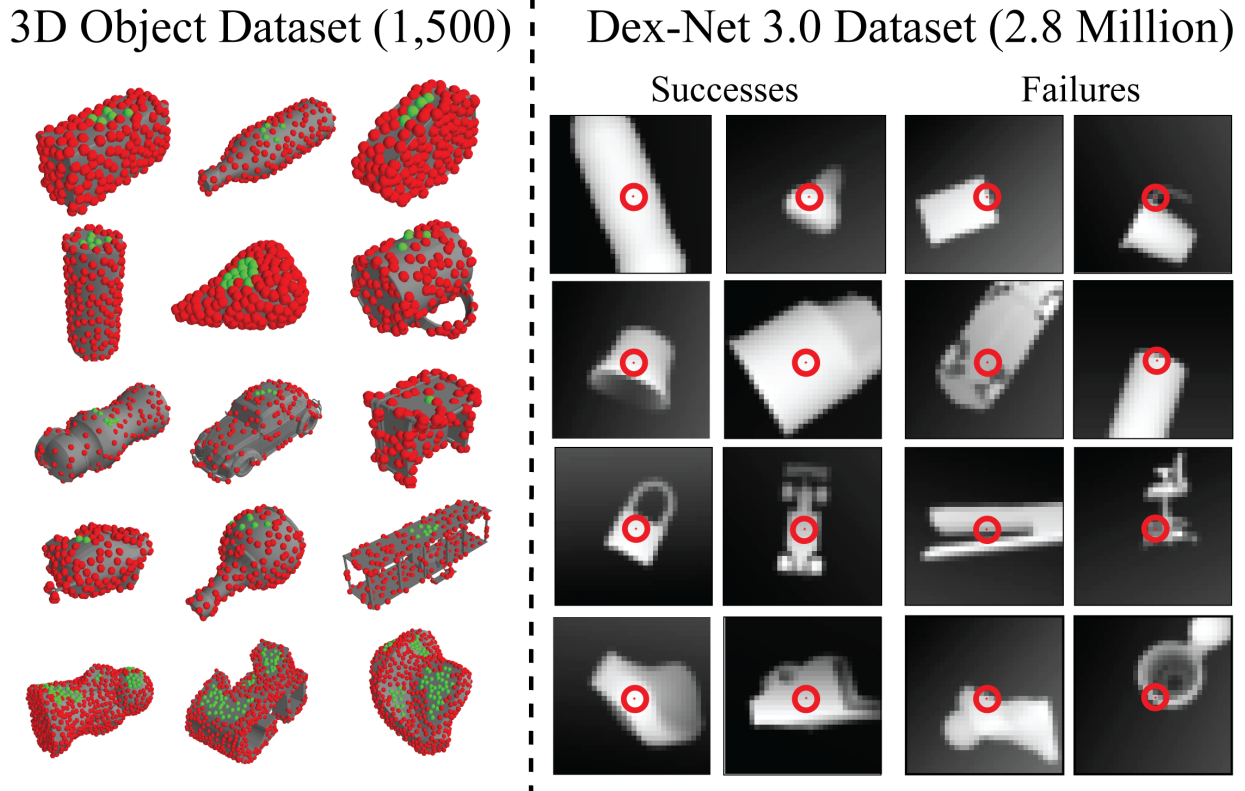 3D Object Dataset (1,500)
Dex-Net 3.0 Dataset (2.8 Million)
Successes
Failures